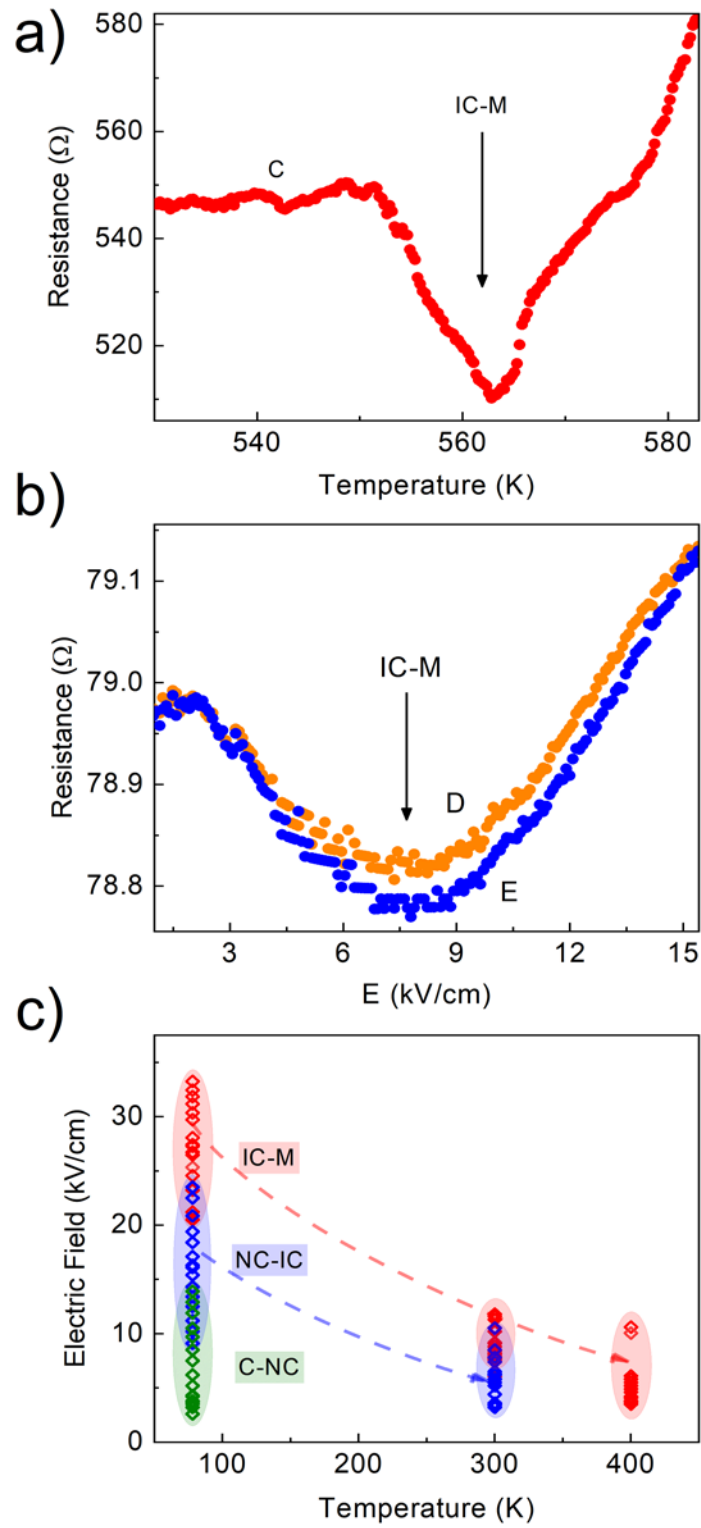 a)
580
560
540
520
Resistance (Ω)
C
IC-M
540
560
580
Temperature (K)
b)
79.1
79.0
78.9
78.8
Resistance (Ω)
IC-M
D
E
3
6
9
12
15
E (kV/cm)
c)
30
20
10
0
Electric Field (kV/cm)
IC-M
NC-IC
C-NC
100
200
300
400
Temperature (K)